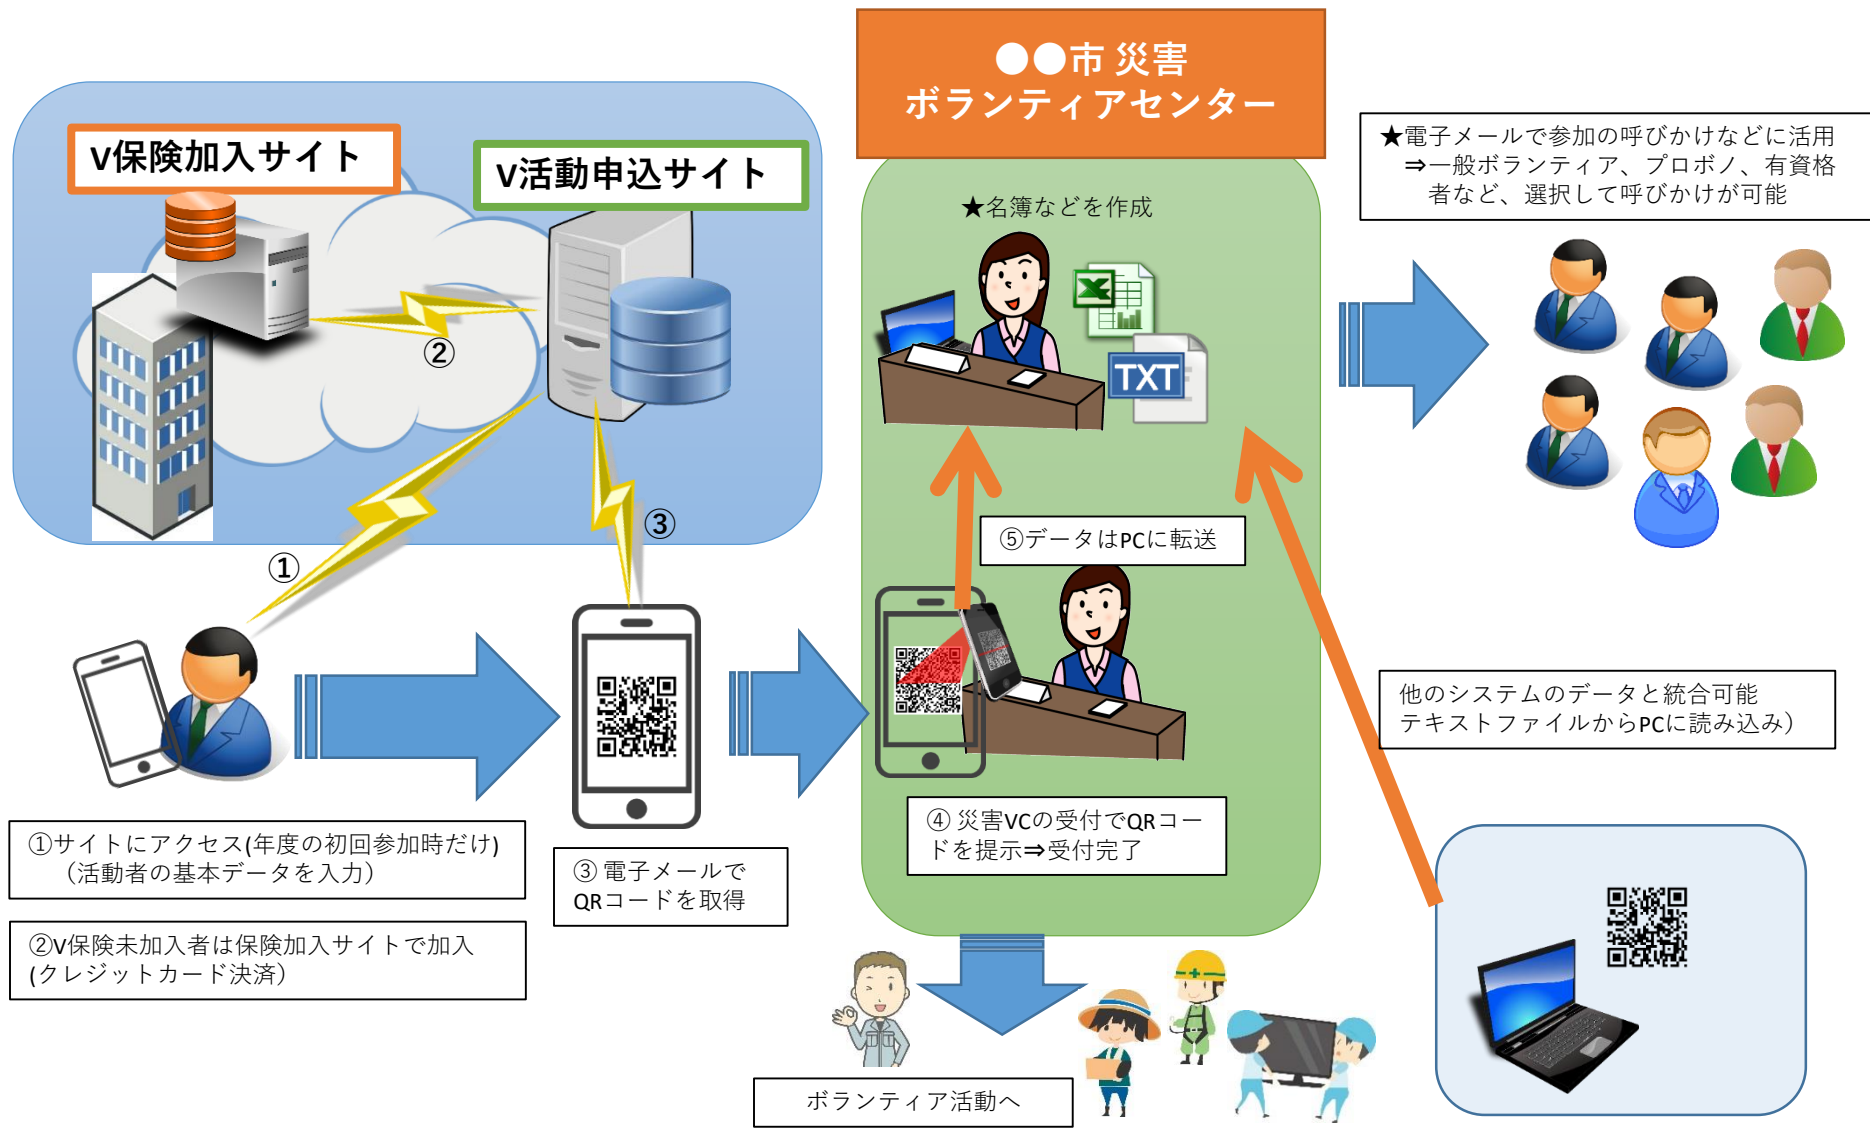 ●●市 災害
ボランティアセンター
V保険加入サイト
V活動申込サイト
★電子メールで参加の呼びかけなどに活用
⇒一般ボランティア、プロボノ、有資格
者など、選択して呼びかけが可能
★名簿などを作成
TXT
②
③
①
⑤データはPCに転送
他のシステムのデータと統合可能
テキストファイルからPCに読み込み）
①サイトにアクセス(年度の初回参加時だけ)
（活動者の基本データを入力）
②V保険未加入者は保険加入サイトで加入
(クレジットカード決済）
③ 電子メールで
QRコードを取得
④ 災害VCの受付でQRコー
ドを提示⇒受付完了
ボランティア活動へ